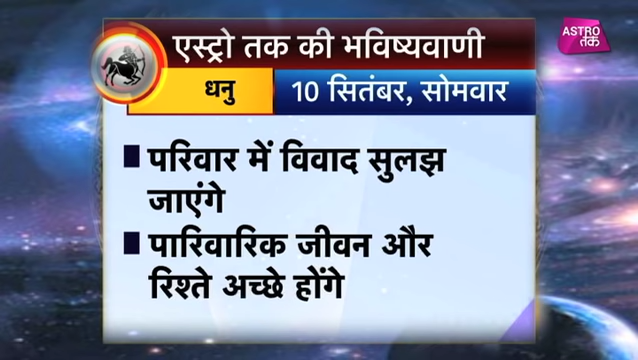 एस्ट्रो तक की भविष्यवाणी
ASTRO
तक
धनु
10 सितंबर, सोमवार
परिवार में विवाद सुलझ
जाएंगे
पारिवारिक जीवन और
रिश्ते अच्छे होंगे